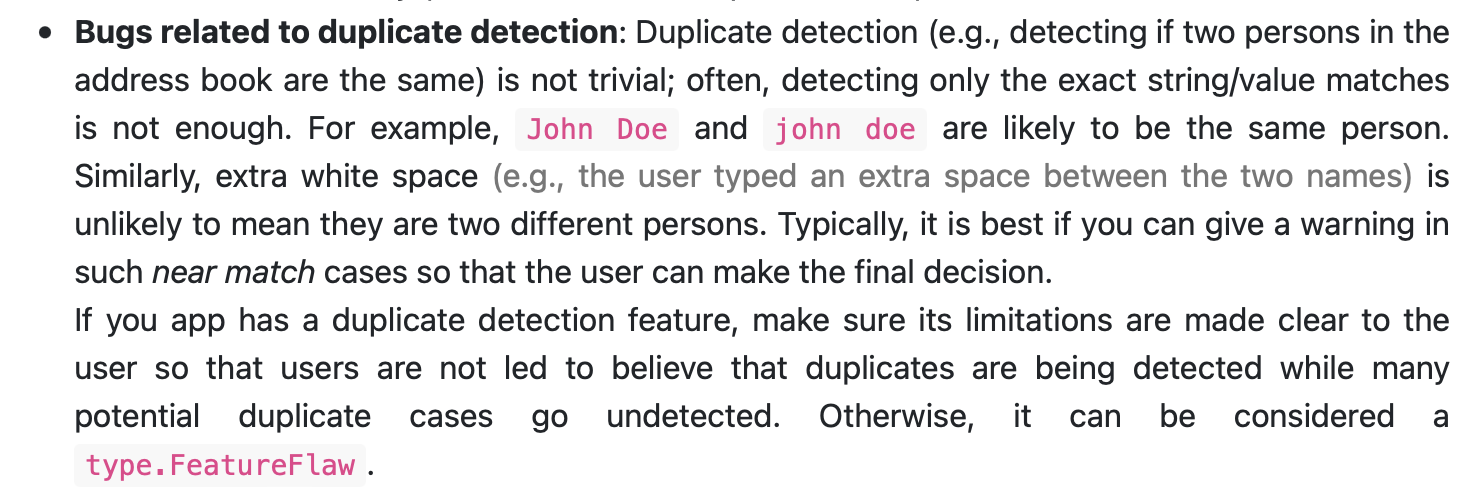 • Bugs related to duplicate detection: Duplicate detection (e.g., detecting if two persons in the
address book are the same) is not trivial; often, detecting only the exact string/value matches
is not enough. For example, John Doe and john doe are likely to be the same person.
Similarly, extra white space (e.g., the user typed an extra space between the two names) is
unlikely to mean they are two different persons. Typically, it is best if you can give a warning in
such near match cases so that the user can make the final decision.
If you app has a duplicate detection feature, make sure its limitations are made clear to the
user so that users are not led to believe that duplicates are being detected while many
potential duplicate cases go undetected. Otherwise, it can be considered a
type.FeatureFlaw.